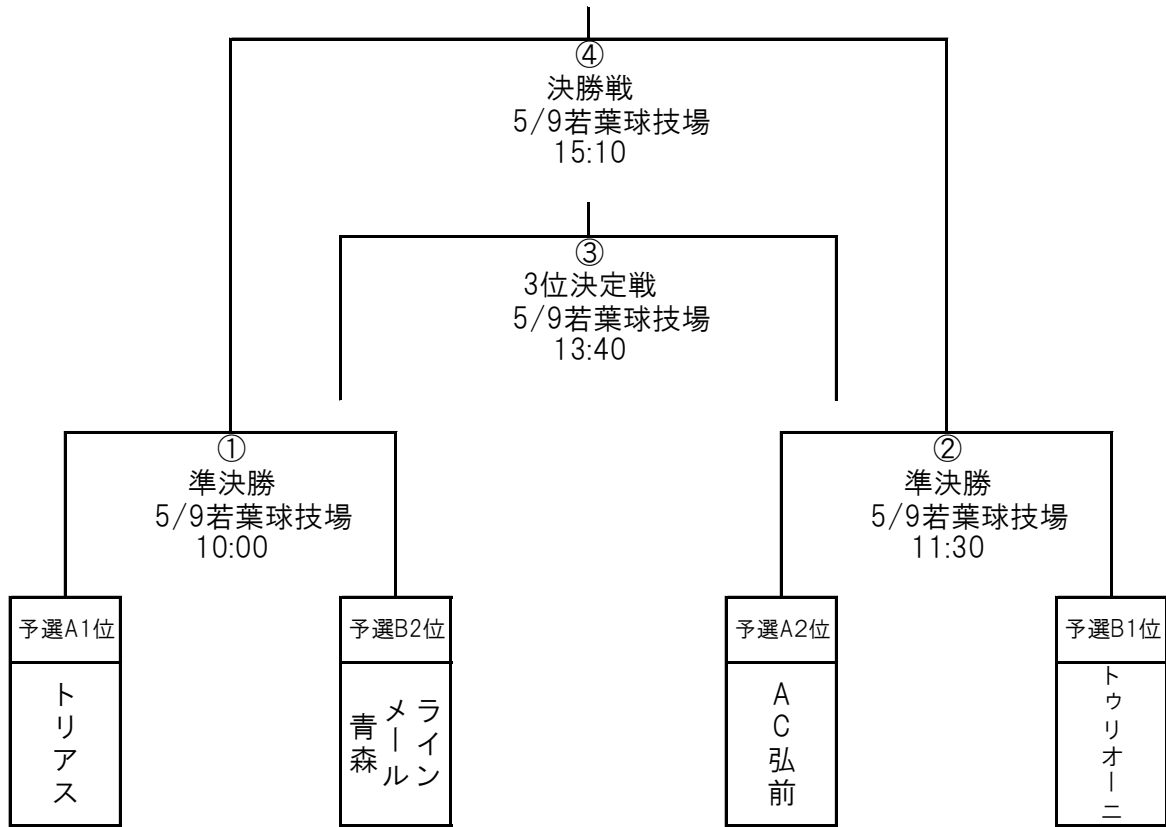 ④
決勝戦
5/9若葉球技場
15:10
③
3位決定戦
5/9若葉球技場
13:40
①
準決勝
5/9若葉球技場
10:00
②
準決勝
5/9若葉球技場
11:30
予選A1位
予選B2位
予選A2位
予選B1位
トリアス
ライン
メール
青森
AC弘前
トゥリオーニ